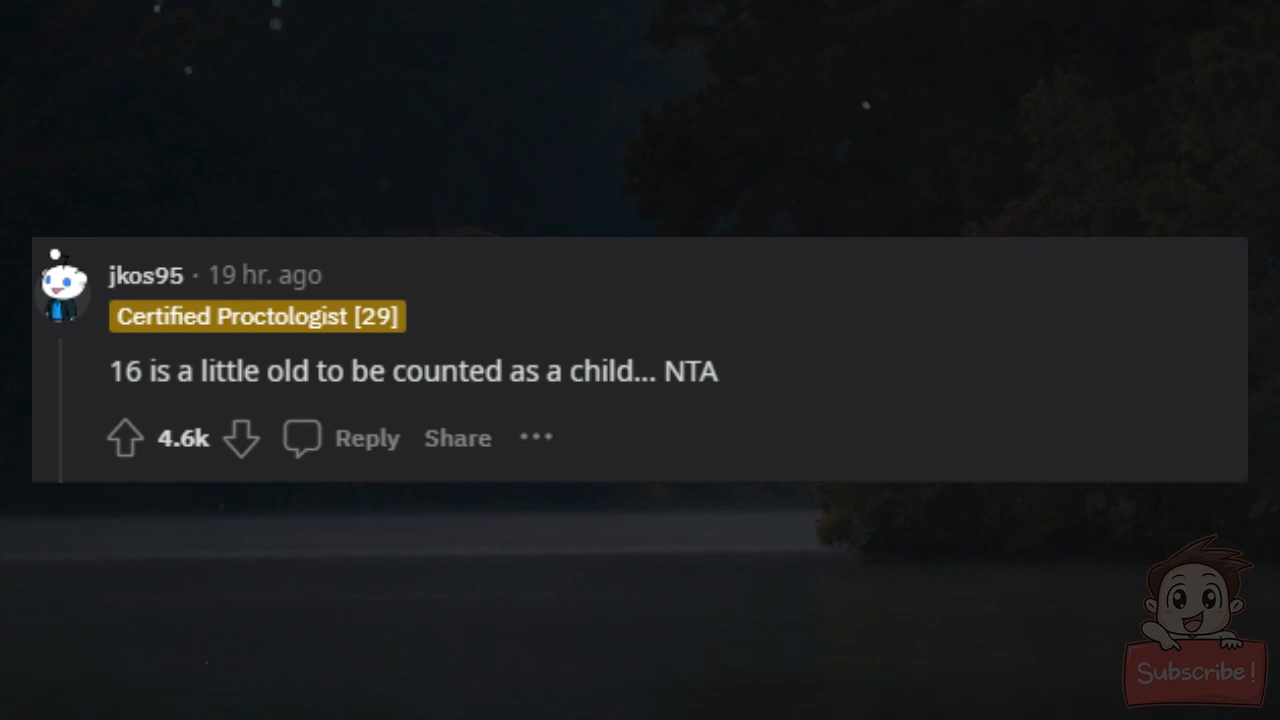 jkos95 · 19 hr. ago
Certified Proctologist [29]
16 is a little old to be counted as a child... NTA
4.6k Reply Share ...
Subscribe!